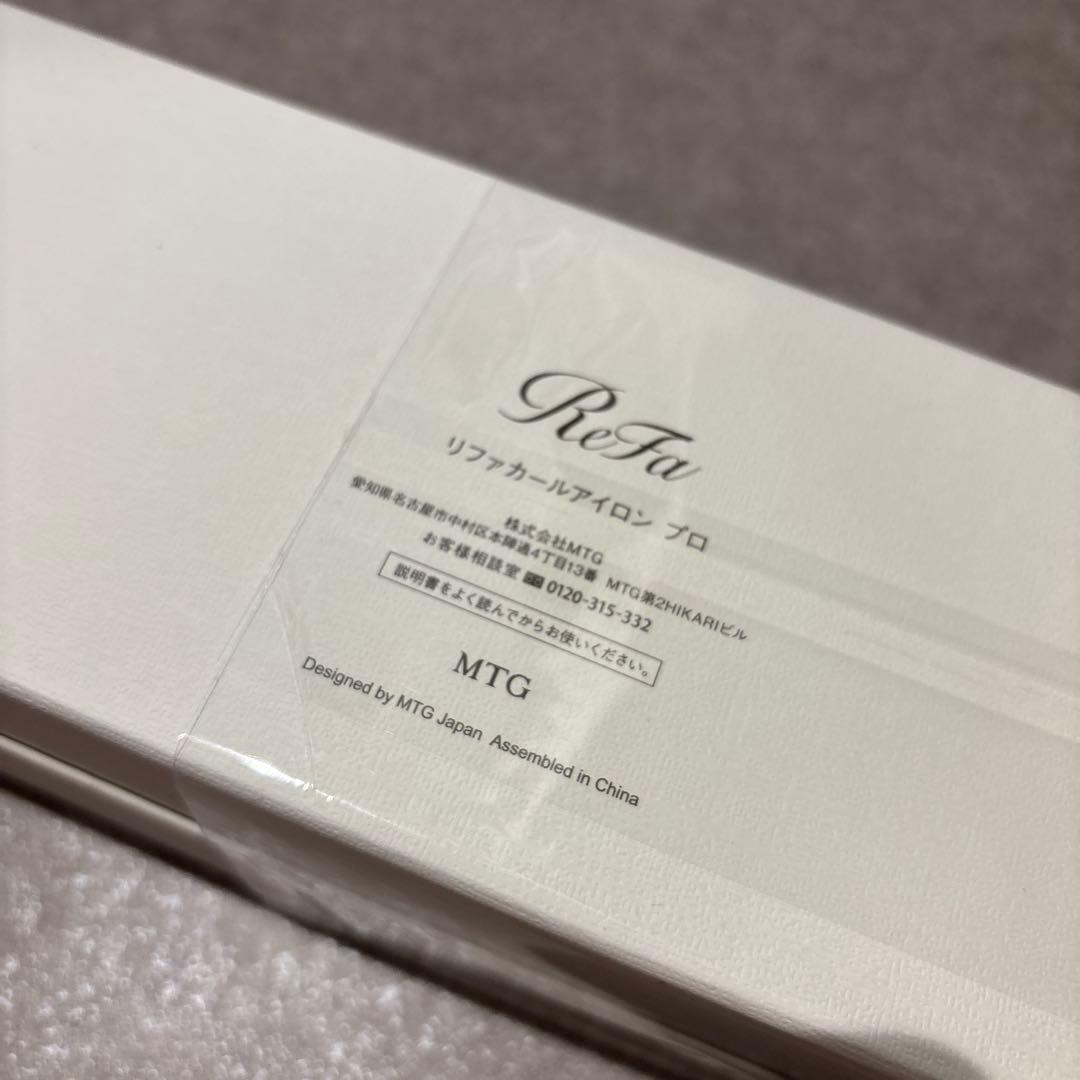 ReFa
リファカールアイロン プロ
株式会社MTG
愛知県名古屋市中村区本陣通4丁目13番 MTG第2HIKARIビル
お客様相談室 0120-315-332
説明書をよく読んでからお使いください。
MTG
Designed by MTG Japan Assembled in China